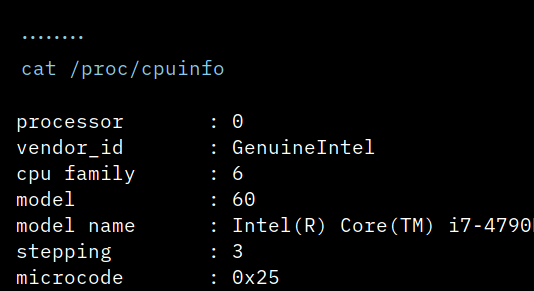 ........
cat /proc/cpuinfo
processor : 0
vendor_id : GenuineIntel
cpu family : 6
model : 60
model name : Intel(R) Core(TM) i7-4790
stepping : 3
microcode : 0x25